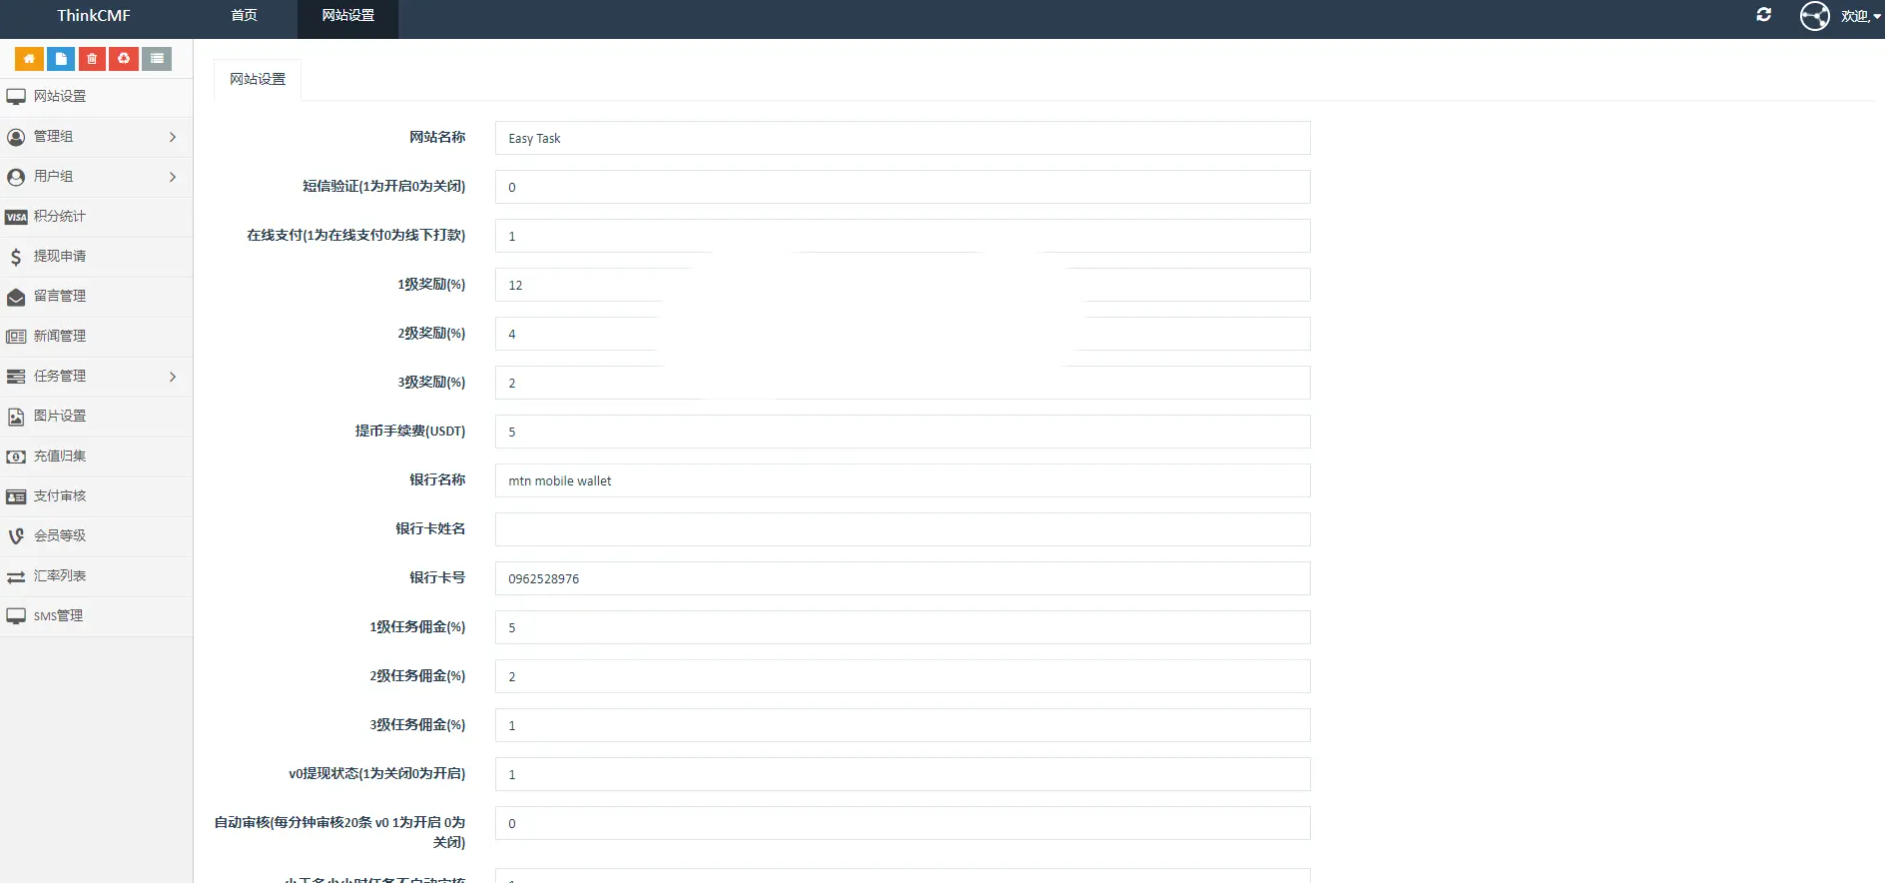 ThinkCMF
首页
网站设置
欢迎,
网站设置
管理组
用户组
VISA 积分统计
提现申请
留言管理
新闻管理
任务管理
图片设置
充值归集
支付审核
会员等级
汇率列表
SMS管理
网站设置
网站名称 Easy Task
短信验证(1为开启0为关闭) 0
在线支付(1为在线支付0为线下打款) 1
1级奖励(%) 12
2级奖励(%) 4
3级奖励(%) 2
提币手续费(USDT) 5
银行名称 mtn mobile wallet
银行卡姓名
银行卡号 0962528976
1级任务佣金(%) 5
2级任务佣金(%) 2
3级任务佣金(%) 1
v0提现状态(1为关闭0为开启) 1
自动审核(每分钟审核20条 v0 1为开启 0为
关闭) 0